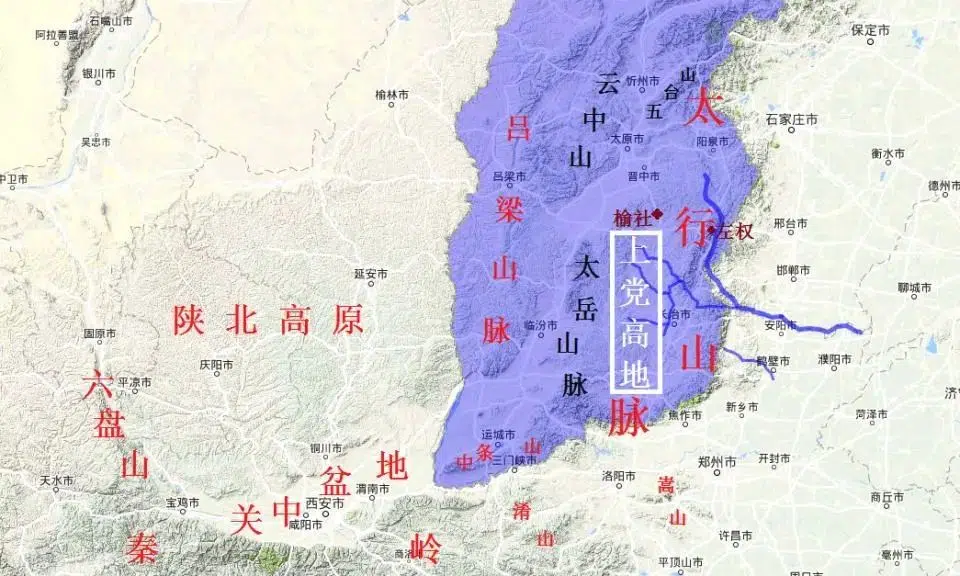 石嘴山市
阿拉善盟
银川市
吴忠市
中卫市
榆林市
忻州市
保定市
石家庄市
太原市
阳泉市
衡水市
德州市
吕梁市
晋中市
邢台市
邯郸市
聊城市
延安市
临汾市
长治市
安阳市
鹤壁市
濮阳市
固原市
庆阳市
平凉市
运城市
三门峡市
焦作市
新乡市
菏泽市
济宁
铜川市
天水市
宝鸡市
西安市
咸阳市
渭南市
洛阳市
郑州市
开封市
商丘市
许昌市
商洛
平顶山市
亳州市
周口市
云中山
五台山
吕梁山脉
太行山脉
榆社
左权
上党高地
太岳山脉
陕北高原
六盘山
中条山
关中盆地
崤山
嵩山
秦岭